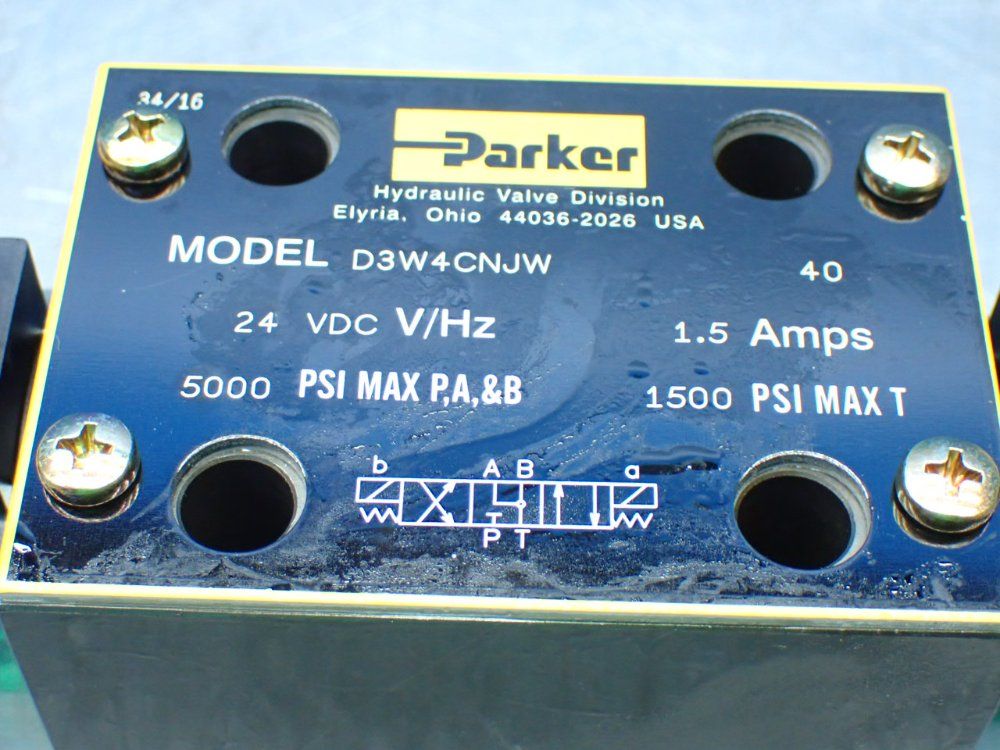 34/16
Parker
Hydraulic Valve Division
Elyria, Ohio 44036-2026 USA
MODEL D3W4CNJW 40
24 VDC V/Hz 1.5 Amps
5000 PSI MAX P,A,&B 1500 PSI MAX T
b A B a
P T